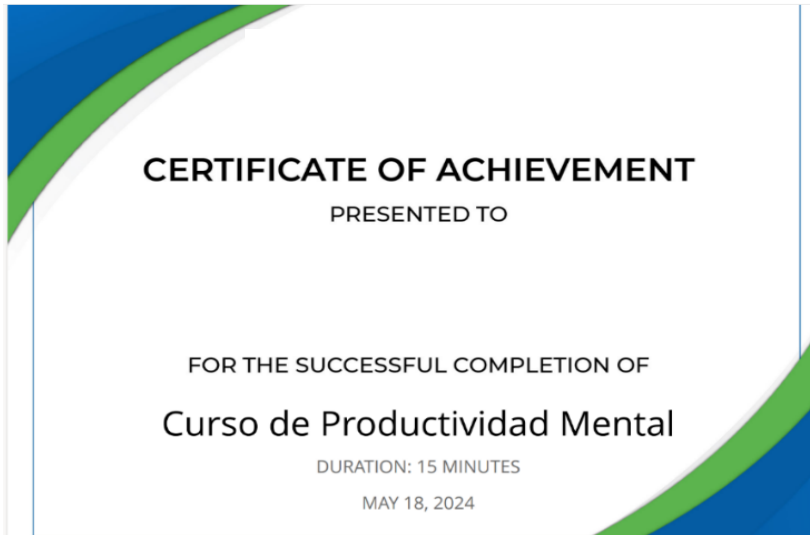 CERTIFICATE OF ACHIEVEMENT
PRESENTED TO
FOR THE SUCCESSFUL COMPLETION OF
Curso de Productividad Mental
DURATION: 15 MINUTES
MAY 18, 2024